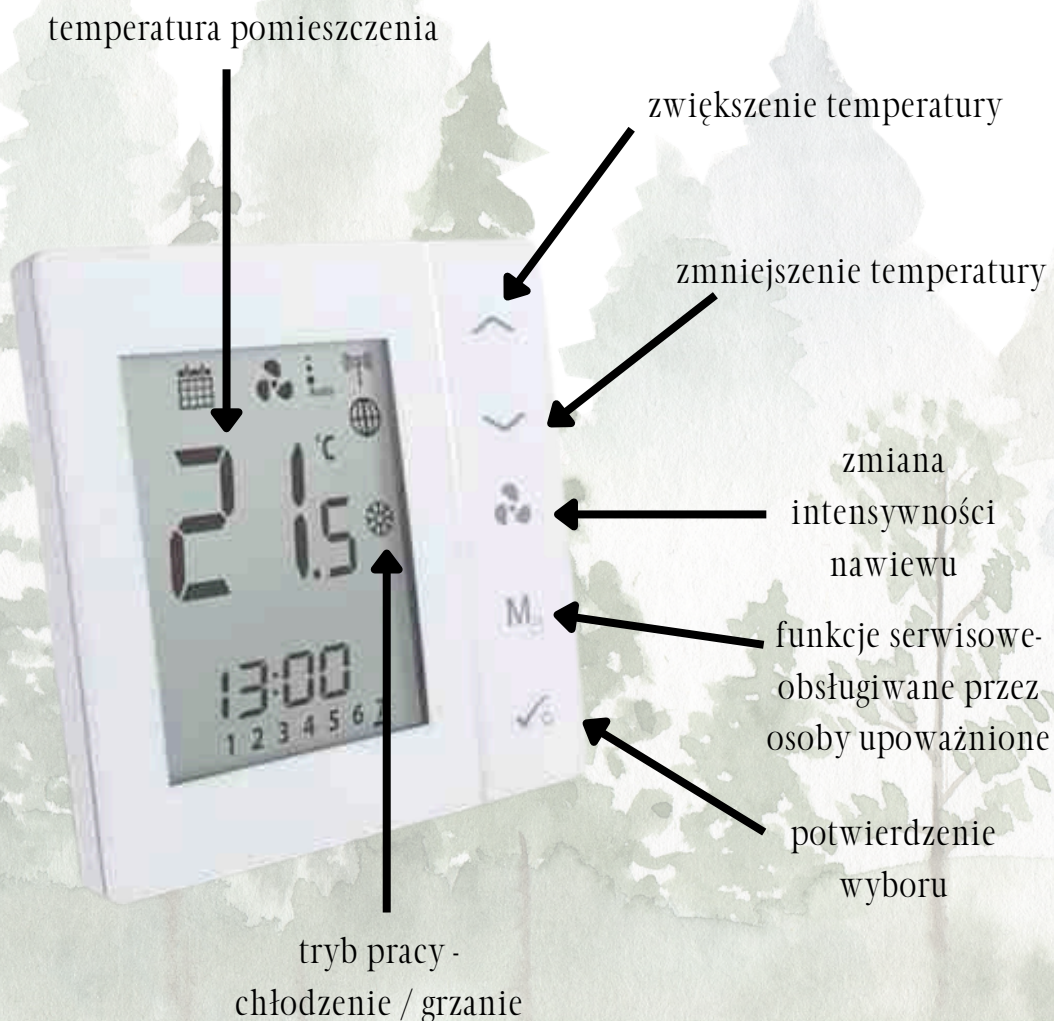 temperatura pomieszczenia
zwiększenie temperatury
zmniejszenie temperatury
°C
21.5
13:00
1 2 3 4 5 6 7
M
zmiana
intensywności
nawiewu
funkcje serwisowe-
obsługiwane przez
osoby upoważnione
potwierdzenie
wyboru
tryb pracy -
chłodzenie / grzanie